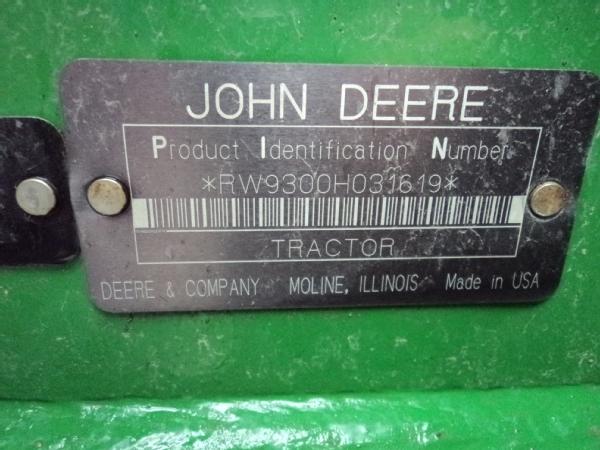 JOHN DEERE
Product Identification Number
*RW9300H031619*
TRACTOR
DEERE & COMPANY MOLINE, ILLINOIS Made in USA